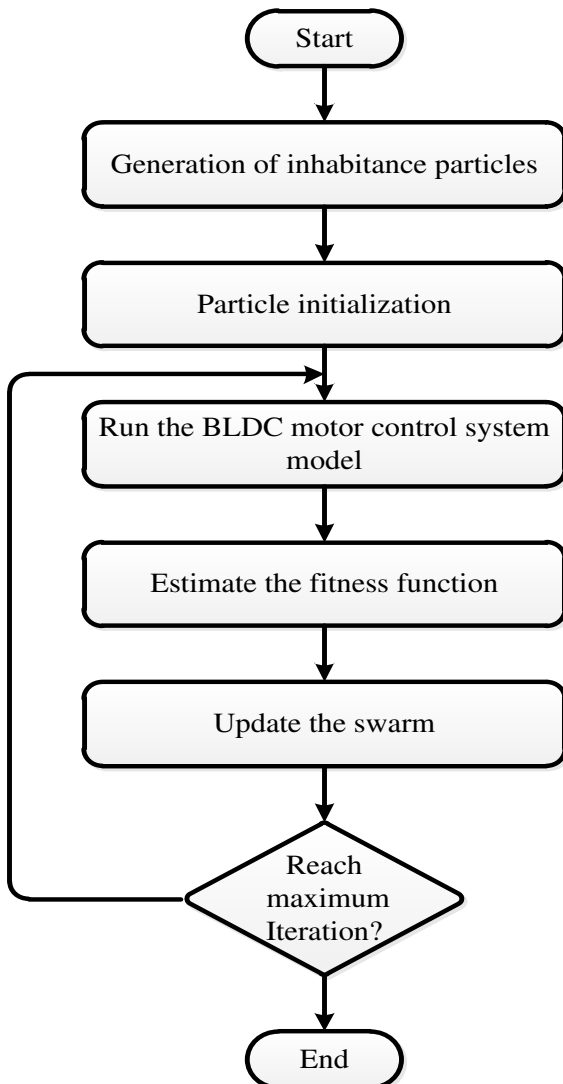 Start
Generation of inhabitance particles
Particle initialization
Run the BLDC motor control system
model
Estimate the fitness function
Update the swarm
Reach
maximum
Iteration?
End